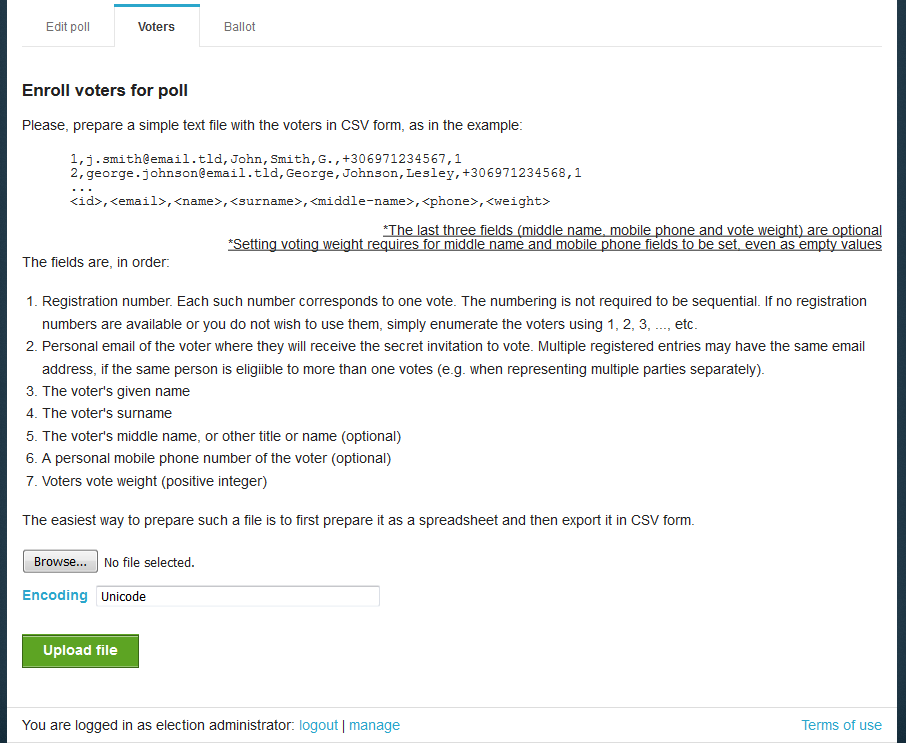 Edit poll Voters Ballot
Enroll voters for poll
Please, prepare a simple text file with the voters in CSV form, as in the example:
1,j.smith@email.tld,John,Smith,G.,+306971234567,1
2,george.johnson@email.tld,George,Johnson,Lesley,+306971234568,1
...
<id>,<email>,<name>,<surname>,<middle-name>,<phone>,<weight>
*The last three fields (middle name, mobile phone and vote weight) are optional
*Setting voting weight requires for middle name and mobile phone fields to be set, even as empty values
The fields are, in order:
1. Registration number. Each such number corresponds to one vote. The numbering is not required to be sequential. If no registration
numbers are available or you do not wish to use them, simply enumerate the voters using 1, 2, 3, ..., etc.
2. Personal email of the voter where they will receive the secret invitation to vote. Multiple registered entries may have the same email
address, if the same person is eligiible to more than one votes (e.g. when representing multiple parties separately).
3. The voter's given name
4. The voter's surname
5. The voter's middle name, or other title or name (optional)
6. A personal mobile phone number of the voter (optional)
7. Voters vote weight (positive integer)
The easiest way to prepare such a file is to first prepare it as a spreadsheet and then export it in CSV form.
Browse... No file selected.
Encoding Unicode
Upload file
You are logged in as election administrator: logout | manage Terms of use